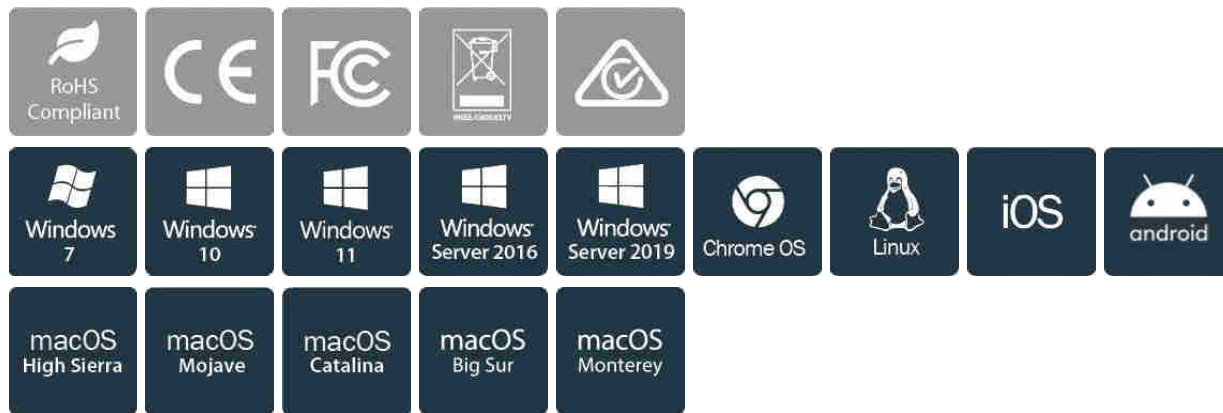 RoHS
Compliant
CE
FC
Windows
7
Windows
10
Windows
11
Windows
Server 2016
Windows
Server 2019
Chrome OS
Linux
iOS
android
macOS
High Sierra
macOS
Mojave
macOS
Catalina
macOS
Big Sur
macOS
Monterey